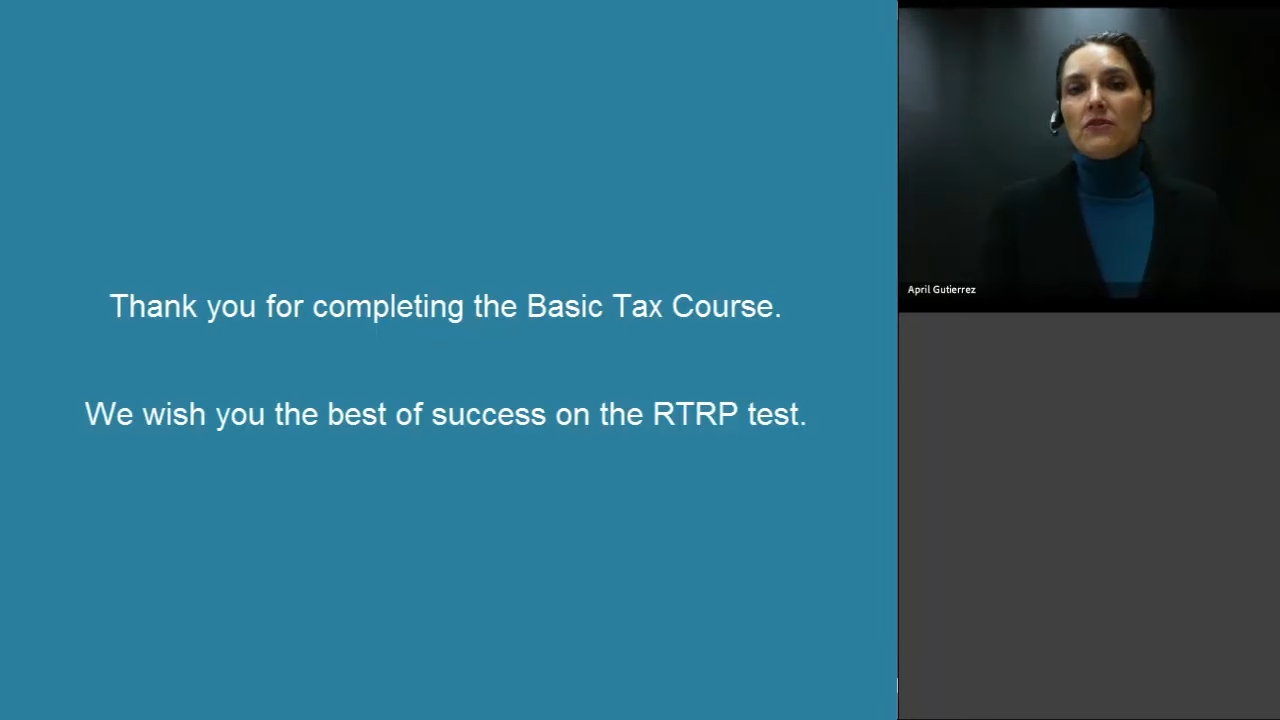 Thank you for completing the Basic Tax Course.
We wish you the best of success on the RTRP test.
April Gutierrez